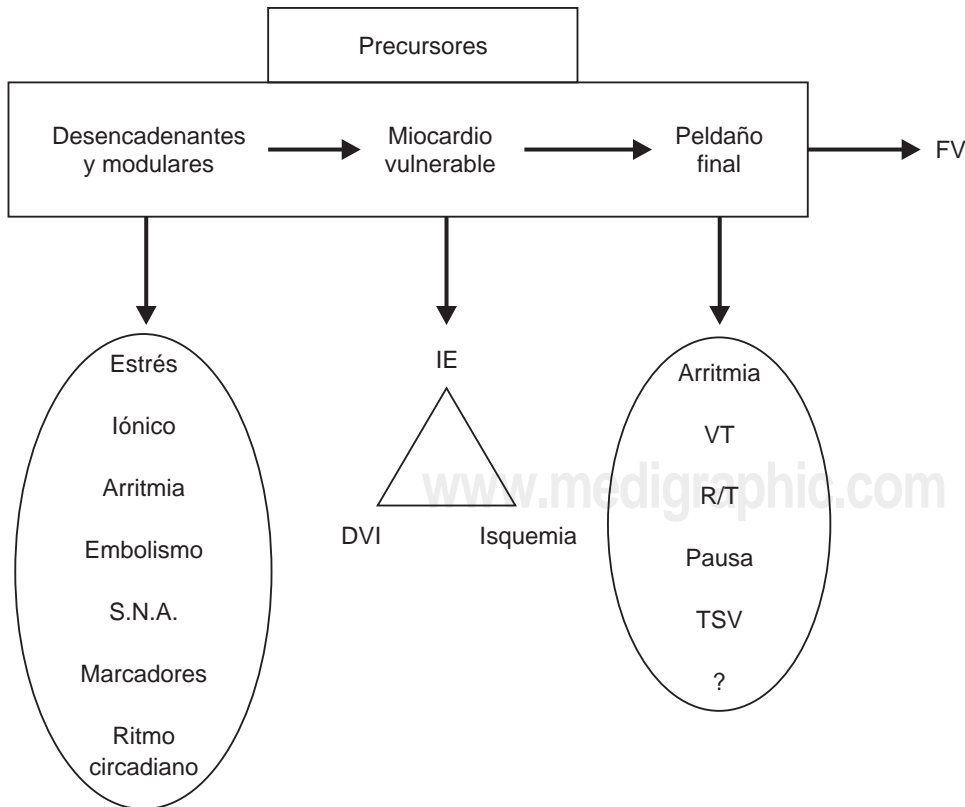 Precursores
Desencadenantes
y modulares
Miocardio
vulnerable
Peldaño
final
FV
Estrés
Iónico
Arritmia
Embolismo
S.N.A.
Marcadores
Ritmo
circadiano
IE
DVI
Isquemia
Arritmia
VT
R/T
Pausa
TSV
?
www.medigraphic.com